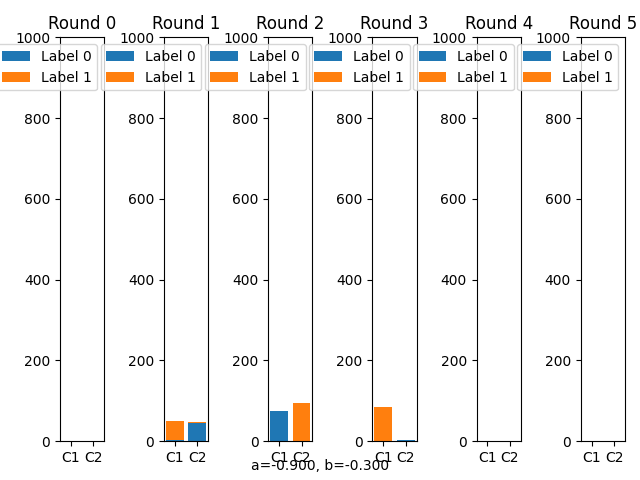 Round 0 Round 1 Round 2 Round 3 Round 4 Round 5
1000 1000 1000 1000 1000 1000
Label 0 Label 0 Label 0 Label 0 Label 0 Label 0
Label 1 Label 1 Label 1 Label 1 Label 1 Label 1
800 800 800 800 800 800
600 600 600 600 600 600
400 400 400 400 400 400
200 200 200 200 200 200
0 0 0 0 0 0
C1 C2 C1 C2 C1 C2 C1 C2 C1 C2 C1 C2
a=-0.900, b=-0.300